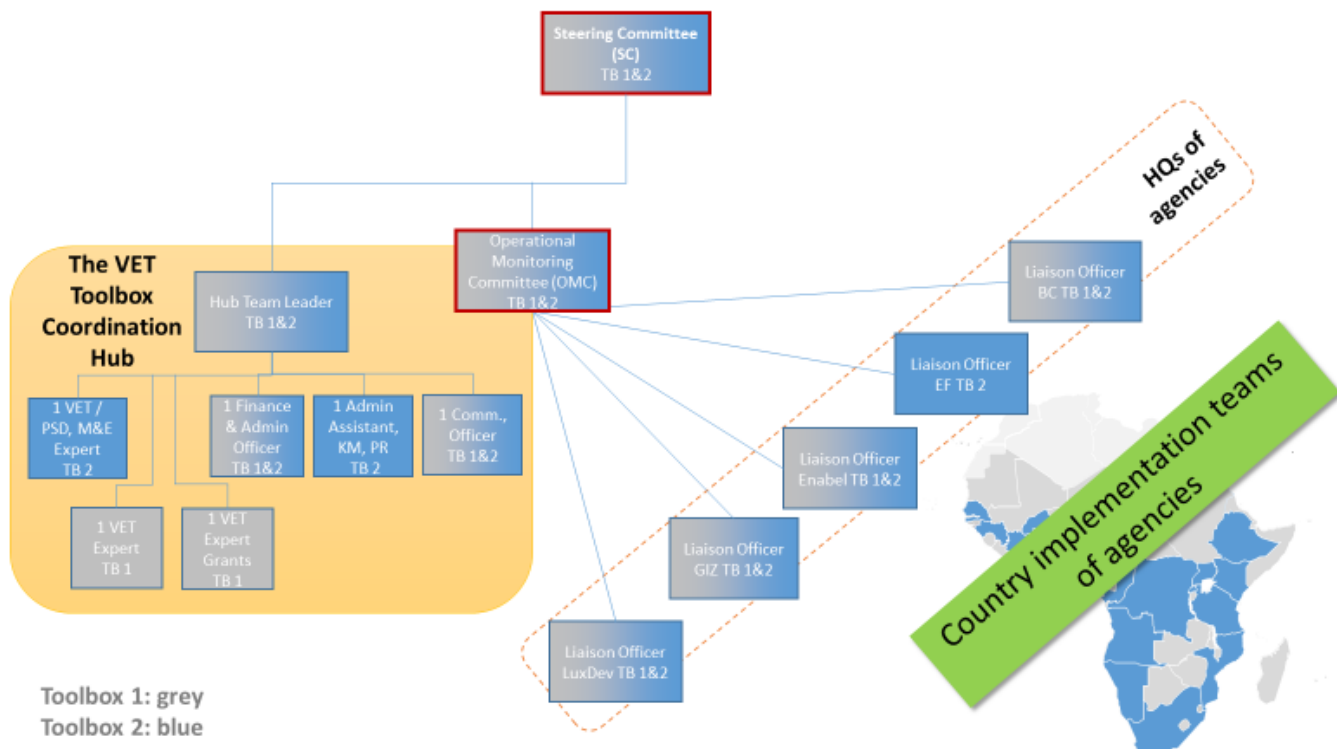 Steering Committee
(SC)
TB 1&2
HQs of
agencies
Operational
Monitoring
Committee (OMC)
TB 1&2
The VET
Toolbox
Coordination
Hub
Hub Team Leader
TB 1&2
Liaison Officer
BC TB 1&2
Liaison Officer
EF TB 2
1 VET /
PSD, M&E
Expert
TB 2
1 Finance
& Admin
Officer
TB 1&2
1 Admin
Assistant,
KM, PR
TB 2
1 Comm.,
Officer
TB 1&2
Liaison Officer
Enabel TB 1&2
1 VET
Expert
TB 1
1 VET
Expert
Grants
TB 1
Liaison Officer
GIZ TB 1&2
Liaison Officer
LuxDev TB 1&2
Country implementation teams
of agencies
Toolbox 1: grey
Toolbox 2: blue